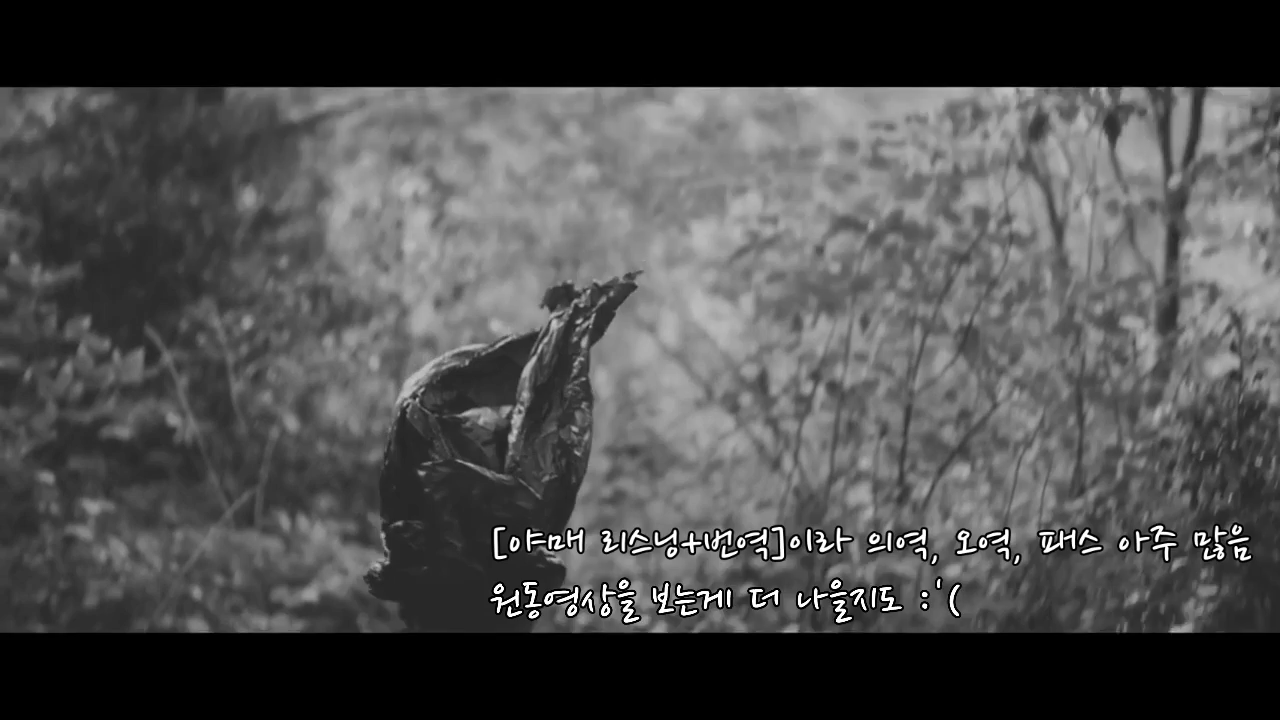 [야매 리스닝+번역]이라 의역, 오역, 패스 아주 많음
원동영상을 보는게 더 나을지도 :'(